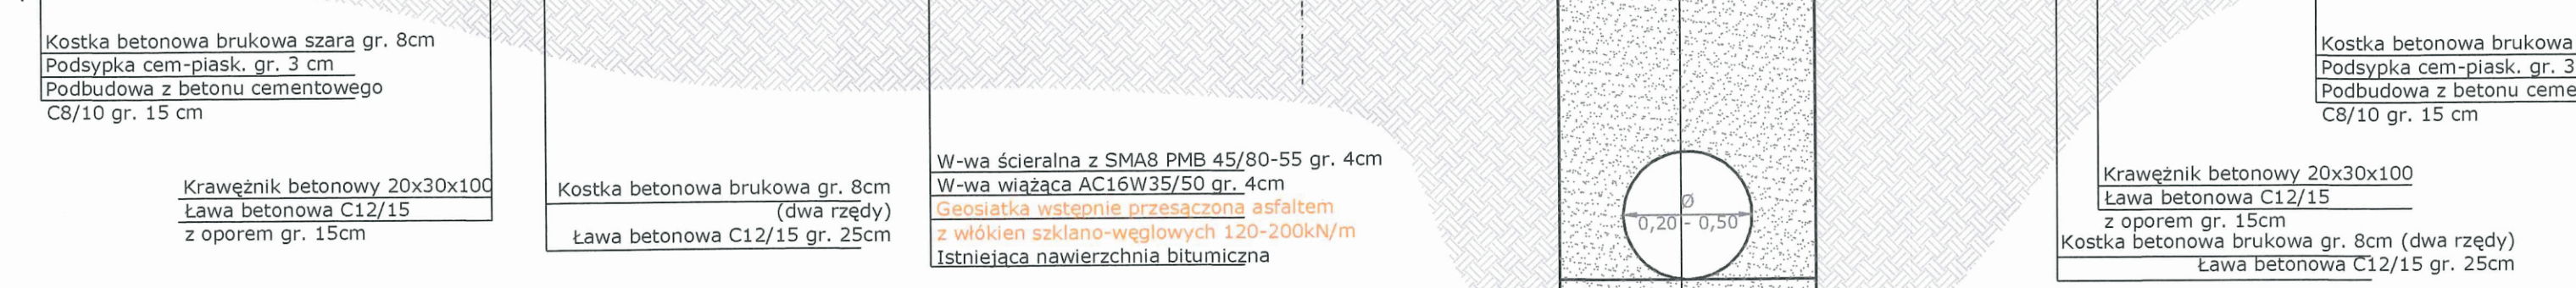 Kostka betonowa brukowa szara gr. 8cm
Podsypka cem-piask. gr. 3 cm
Podbudowa z betonu cementowego
C8/10 gr. 15 cm
Krawężnik betonowy 20x30x100
Ława betonowa C12/15
z oporem gr. 15cm
Kostka betonowa brukowa gr. 8cm
(dwa rzędy)
Ława betonowa C12/15 gr. 25cm
W-wa ścieralna z SMA8 PMB 45/80-55 gr. 4cm
W-wa wiążąca AC16W35/50 gr. 4cm
Geosiatka wstępnie przesączona asfaltem
z włókien szklano-węglowych 120-200kN/m
Istniejąca nawierzchnia bitumiczna
Ø
0,20 - 0,50
Kostka betonowa brukowa
Podsypka cem-piask. gr. 3
Podbudowa z betonu ceme
C8/10 gr. 15 cm
Krawężnik betonowy 20x30x100
Ława betonowa C12/15
z oporem gr. 15cm
Kostka betonowa brukowa gr. 8cm (dwa rzędy)
Ława betonowa C12/15 gr. 25cm